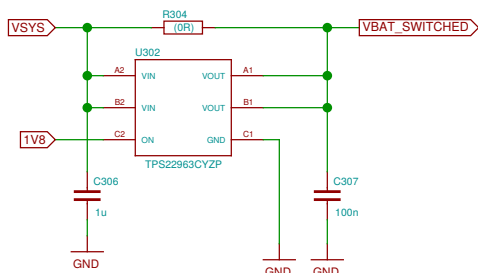 R304
VSYS
(0R)
VBAT_SWITCHED
U302
A2 VIN VOUT A1
B2 VIN VOUT B1
1V8
C2 ON GND C1
TPS22963CYZP
C306
C307
1u
100n
GND
GND
GND